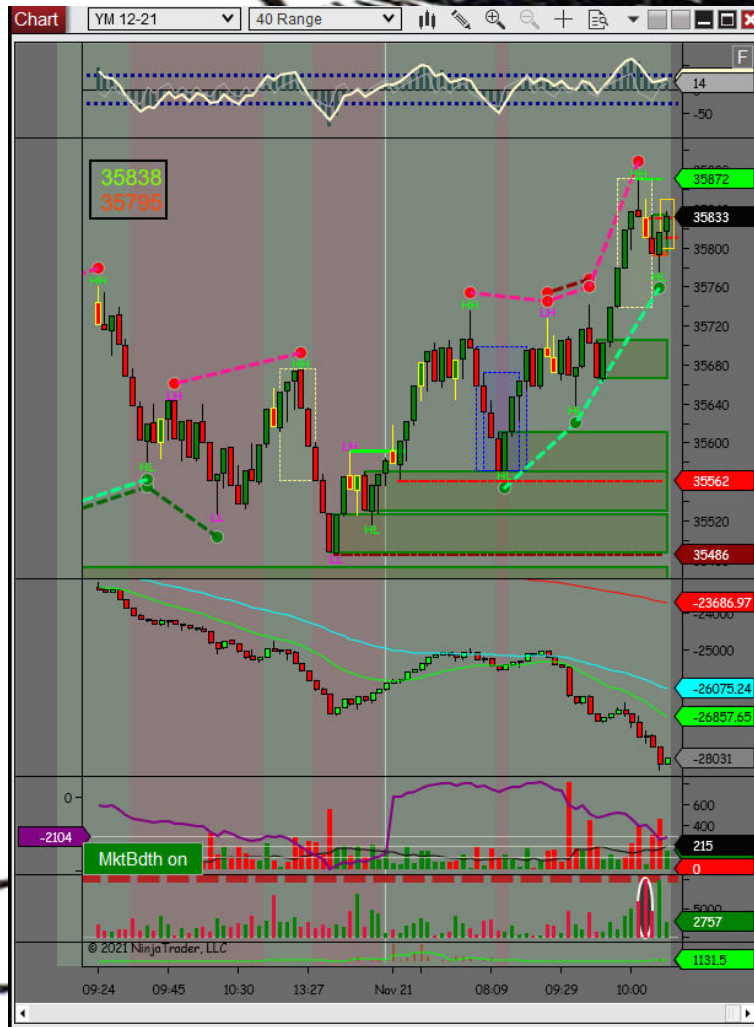 Chart YM 12-21 40 Range
F
14
-50
35838
35795
35872
35833
35800
35760
35720
35680
35640
35600
35562
35520
35486
HH
LH
HL
LL
HH
LH
LL
HL
HH
HL
LH
HL
HL
-23686.97
-25000
-26075.24
-26857.65
-28031
0
600
400
-2104
215
0
MktBdth on
5000
2757
© 2021 NinjaTrader, LLC
1131.5
09:24 09:45 10:30 13:27 Nov 21 08:09 09:29 10:00